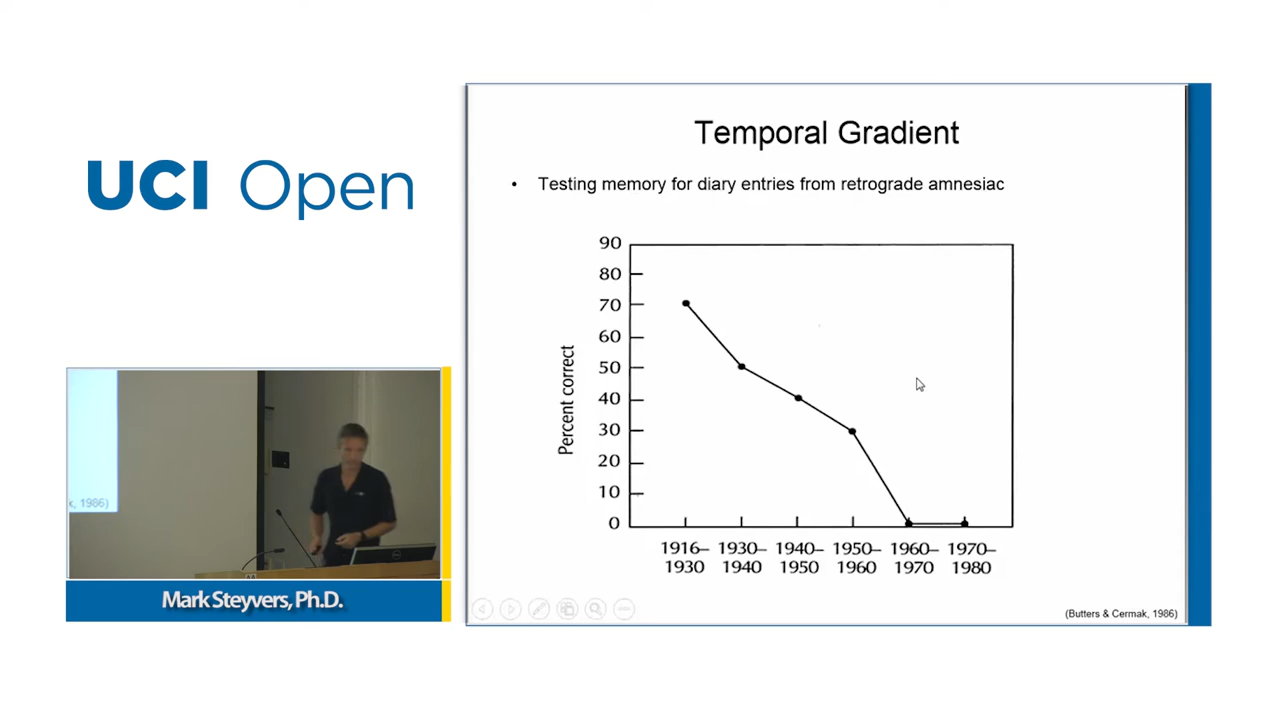 UCI Open
Temporal Gradient
• Testing memory for diary entries from retrograde amnesiac
Percent correct
90
80
70
60
50
40
30
20
10
0
1916– 1930– 1940– 1950– 1960– 1970–
1930 1940 1950 1960 1970 1980
(Butters & Cermak, 1986)
k, 1986)
Mark Steyvers, Ph.D.